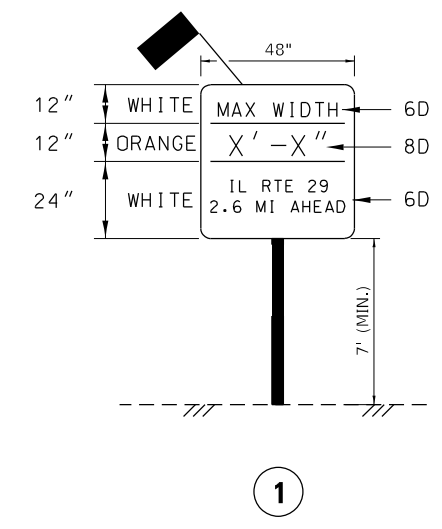 48"
12" WHITE MAX WIDTH 6D
12" ORANGE X'-X" 8D
24" WHITE IL RTE 29 6D
2.6 MI AHEAD
7' (MIN.)
1